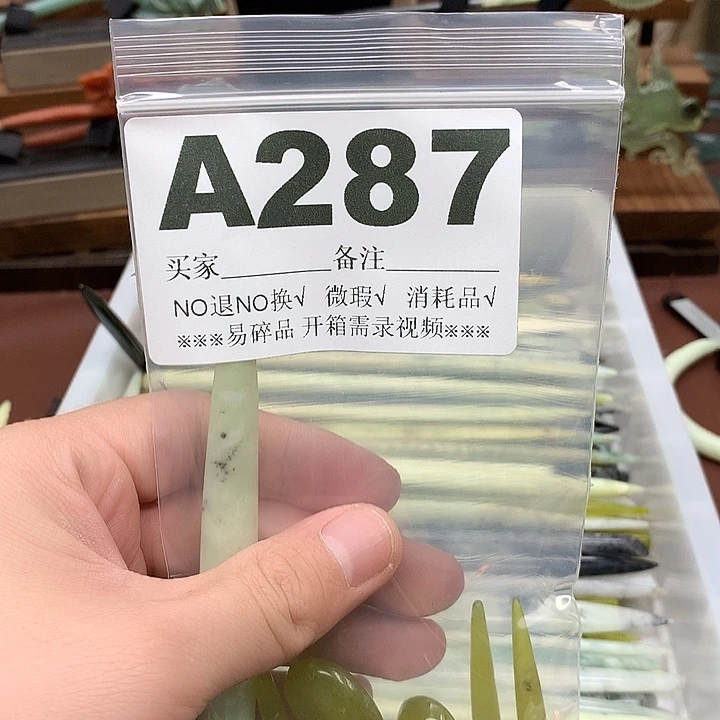 A287
买家________备注________
NO退NO换√ 微瑕√ 消耗品√
※※※易碎品 开箱需录视频※※※